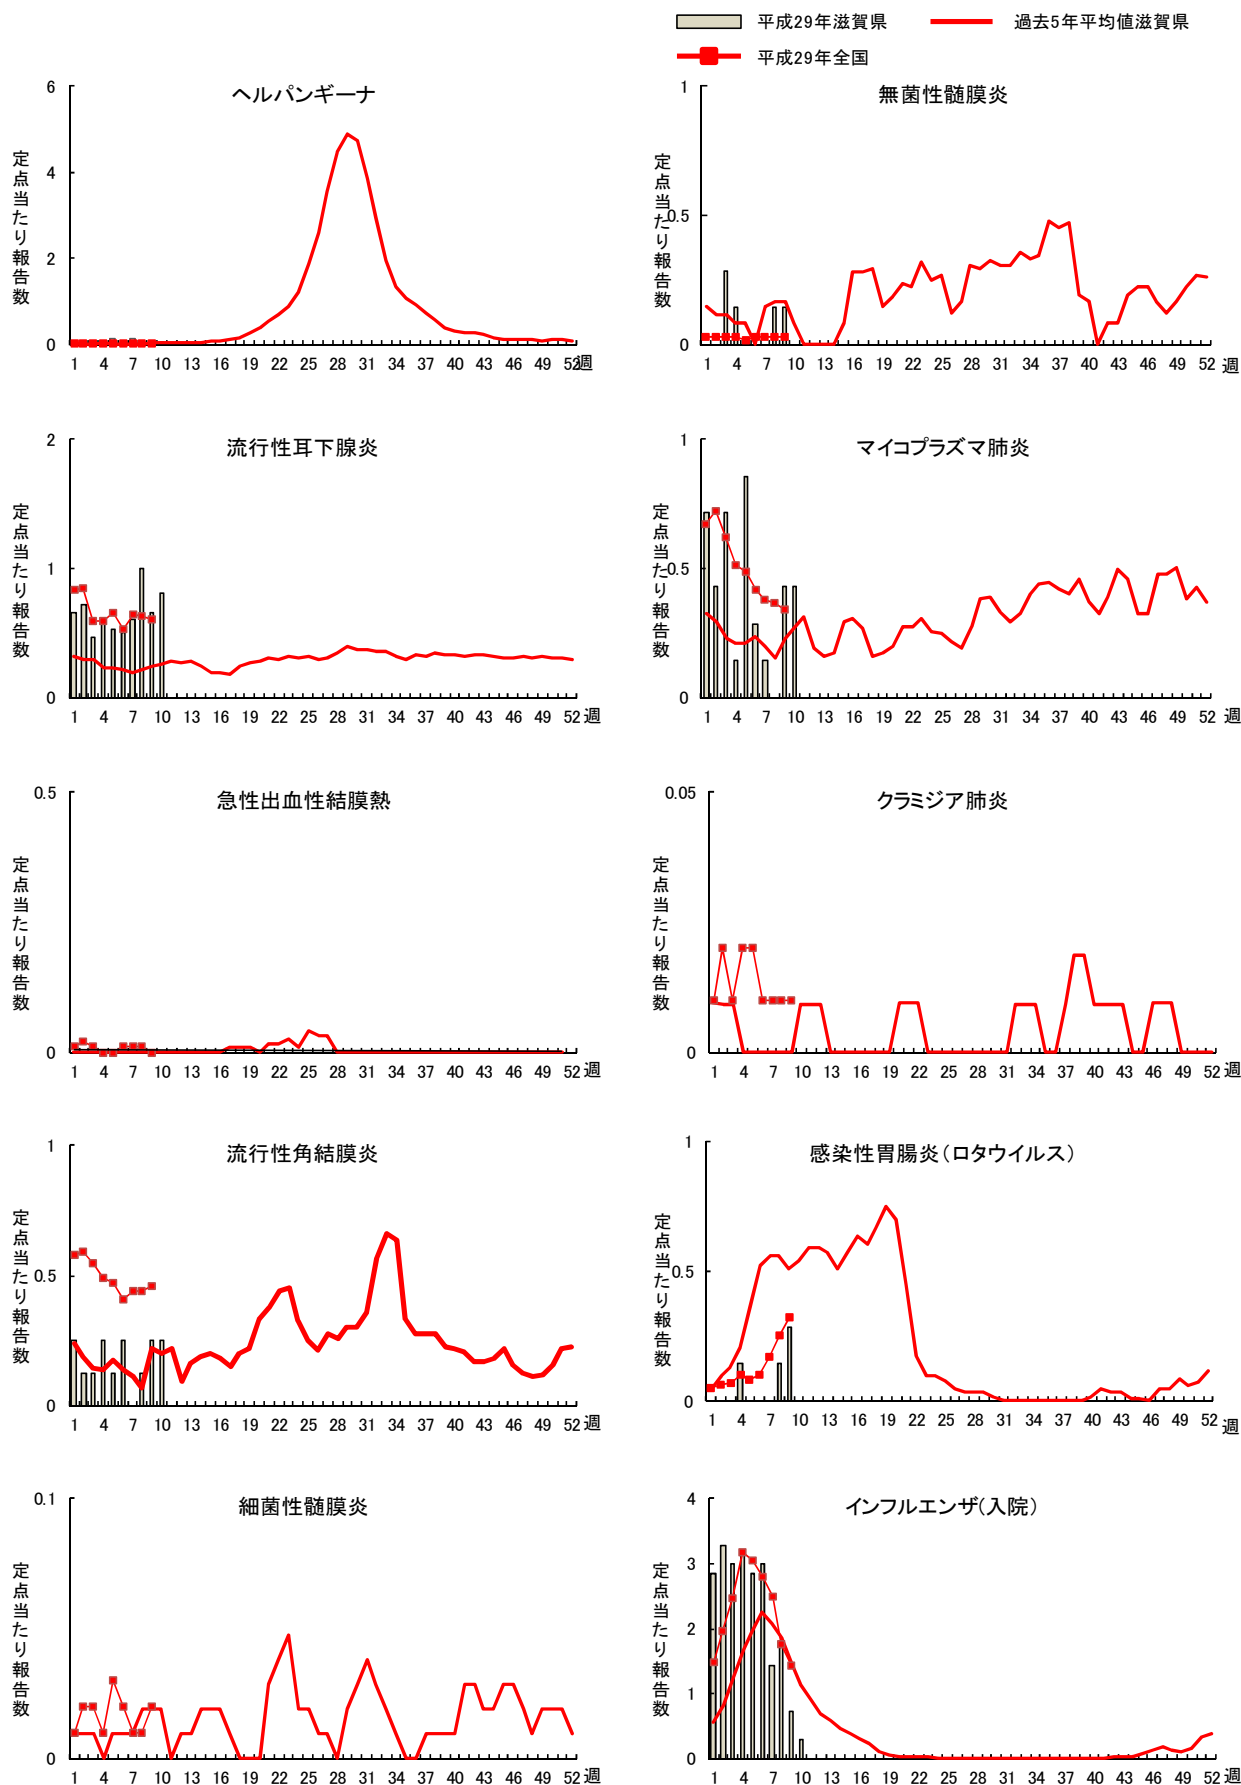 平成29年滋賀県
過去5年平均値滋賀県
平成29年全国
ヘルパンギーナ
定点当たり報告数
6
4
2
0
1 4 7 10 13 16 19 22 25 28 31 34 37 40 43 46 49 52 週
無菌性髄膜炎
定点当たり報告数
1
0.5
0
1 4 7 10 13 16 19 22 25 28 31 34 37 40 43 46 49 52 週
流行性耳下腺炎
定点当たり報告数
2
1
0
1 4 7 10 13 16 19 22 25 28 31 34 37 40 43 46 49 52 週
マイコプラズマ肺炎
定点当たり報告数
1
0.5
0
1 4 7 10 13 16 19 22 25 28 31 34 37 40 43 46 49 52 週
急性出血性結膜熱
定点当たり報告数
0.5
0
1 4 7 10 13 16 19 22 25 28 31 34 37 40 43 46 49 52 週
クラミジア肺炎
定点当たり報告数
0.05
0
1 4 7 10 13 16 19 22 25 28 31 34 37 40 43 46 49 52 週
流行性角結膜炎
定点当たり報告数
1
0.5
0
1 4 7 10 13 16 19 22 25 28 31 34 37 40 43 46 49 52 週
感染性胃腸炎（ロタウイルス）
定点当たり報告数
1
0.5
0
1 4 7 10 13 16 19 22 25 28 31 34 37 40 43 46 49 52 週
細菌性髄膜炎
定点当たり報告数
0.1
0
1 4 7 10 13 16 19 22 25 28 31 34 37 40 43 46 49 52 週
インフルエンザ(入院）
定点当たり報告数
4
3
2
1
0
1 4 7 10 13 16 19 22 25 28 31 34 37 40 43 46 49 52 週